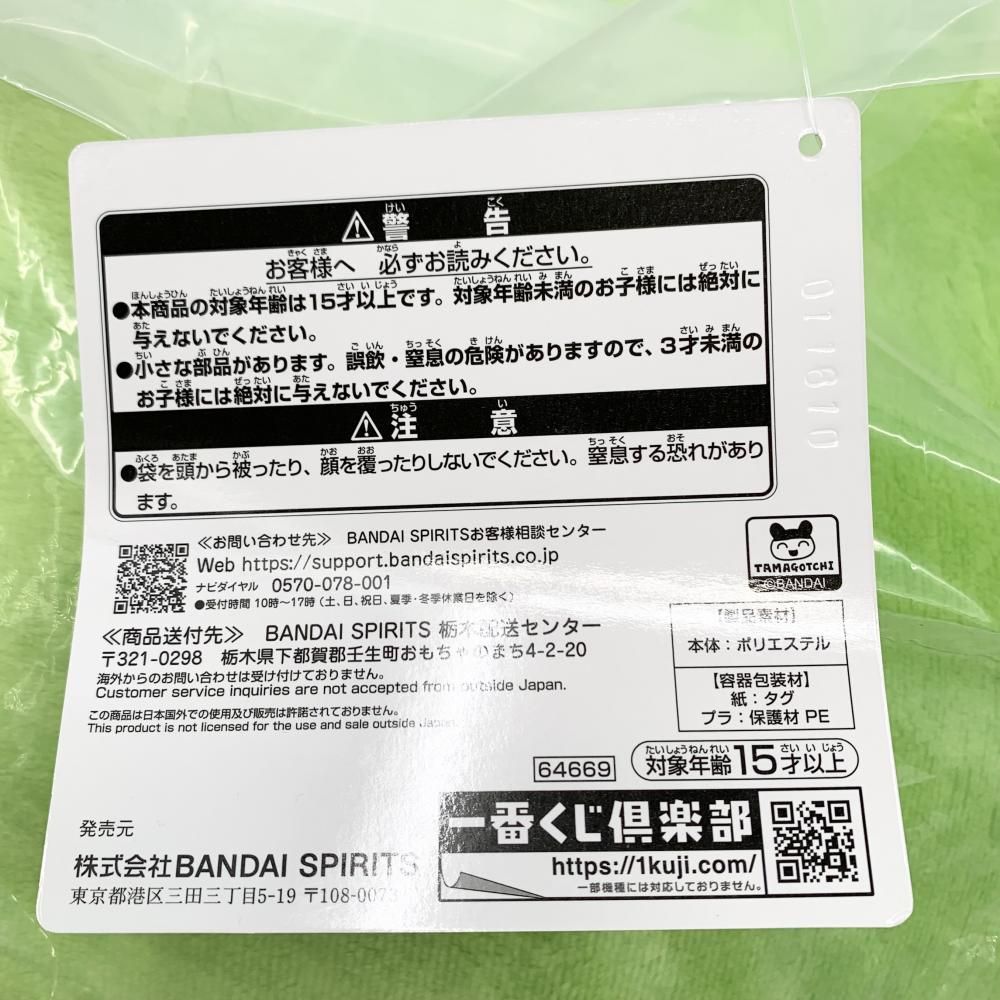 ⚠警告
お客様へ 必ずお読みください。
●本商品の対象年齢は15才以上です。対象年齢未満のお子様には絶対に
与えないでください。
●小さな部品があります。誤飲・窒息の危険がありますので、3才未満の
お子様には絶対に与えないでください。
⚠注意
●袋を頭から被ったり、顔を覆ったりしないでください。窒息する恐れがあり
ます。
≪お問い合わせ先≫ BANDAI SPIRITSお客様相談センター
Web https://support.bandaispirits.co.jp
ナビダイヤル 0570-078-001
●受付時間 10時～17時(土、日、祝日、夏季・冬季休業日を除く)
≪商品送付先≫ BANDAI SPIRITS 栃木配送センター
〒321-0298 栃木県下都賀郡壬生町おもちゃのまち4-2-20
海外からのお問い合わせは受け付けておりません。
Customer service inquiries are not accepted from outside Japan.
この商品は日本国外での使用及び販売は許諾されておりません。
This product is not licensed for the use and sale outside Japan.
TAMAGOTCHI
©BANDAI
【製品素材】
本体：ポリエステル
【容器包装材】
紙：タグ
プラ：保護材 PE
64669
対象年齢15才以上
発売元
株式会社BANDAI SPIRITS
東京都港区三田三丁目5-19 〒108-0073
一番くじ倶楽部
https://1kuji.com/
一部機種には対応しておりません。
011810